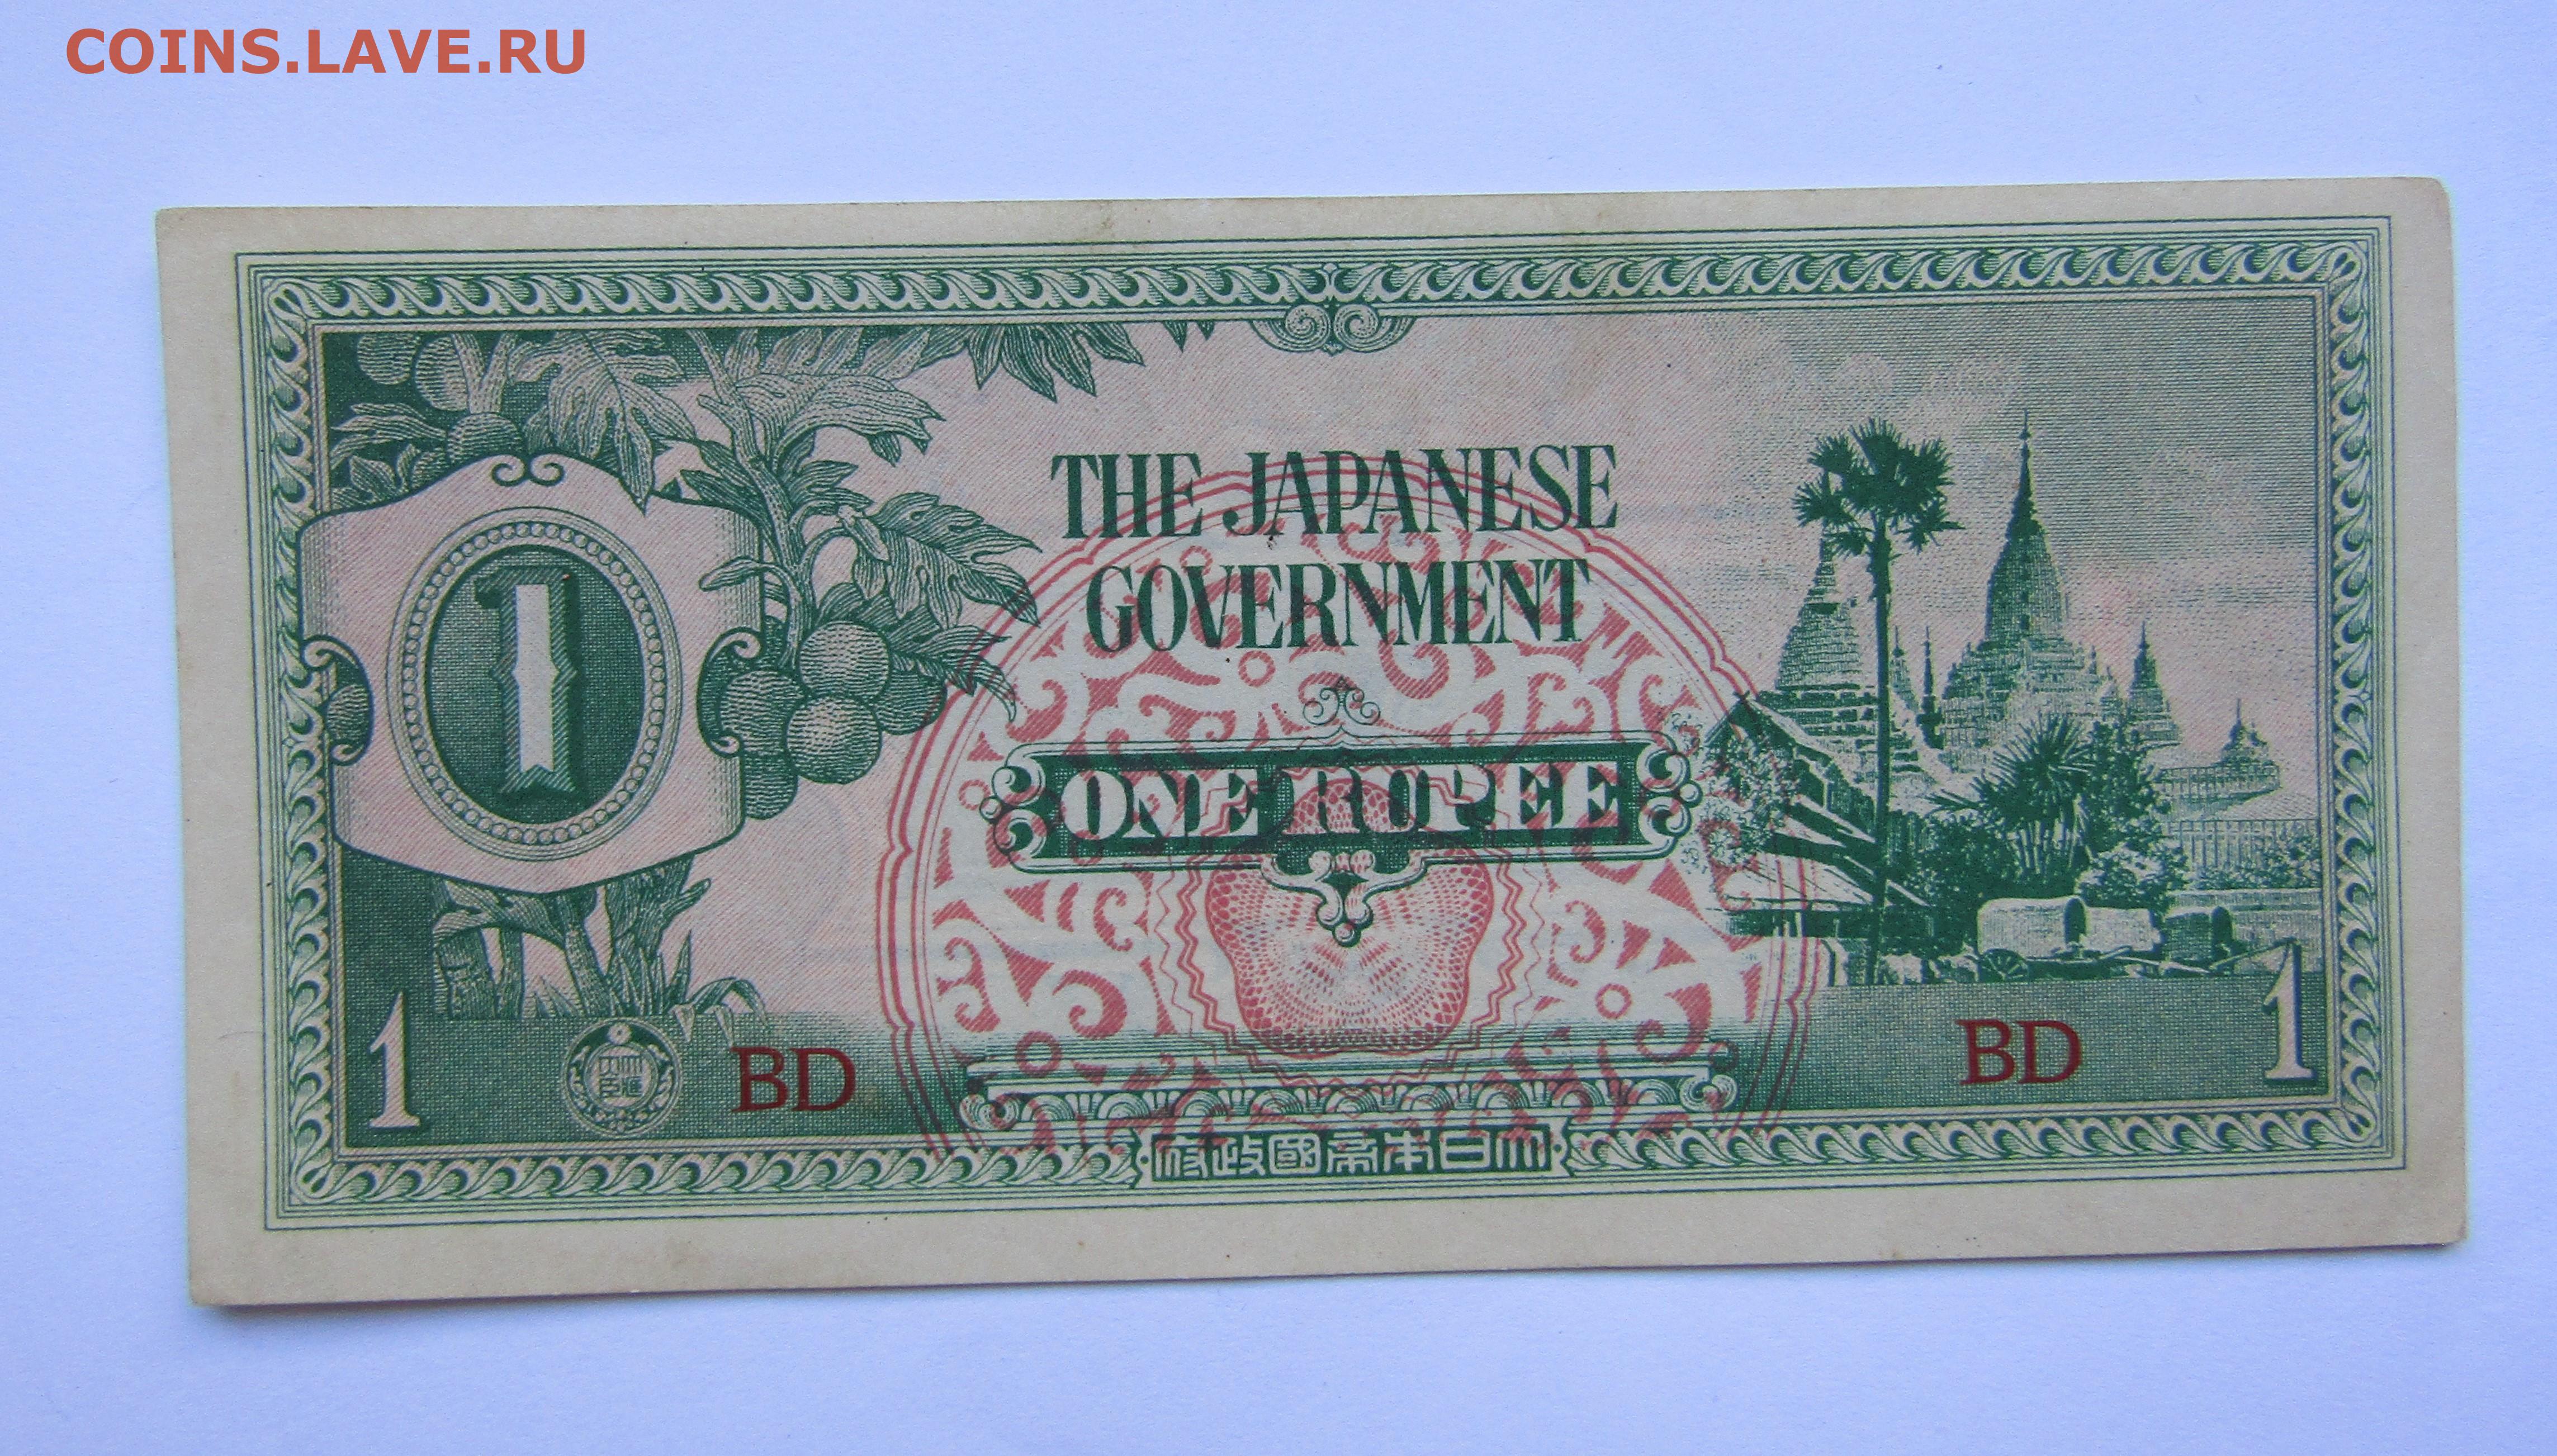 COINS.LAVE.RU
THE JAPANESE
GOVERNMENT
1
ONE RUPEE
1
BD
BD
1
府政國帝本日大